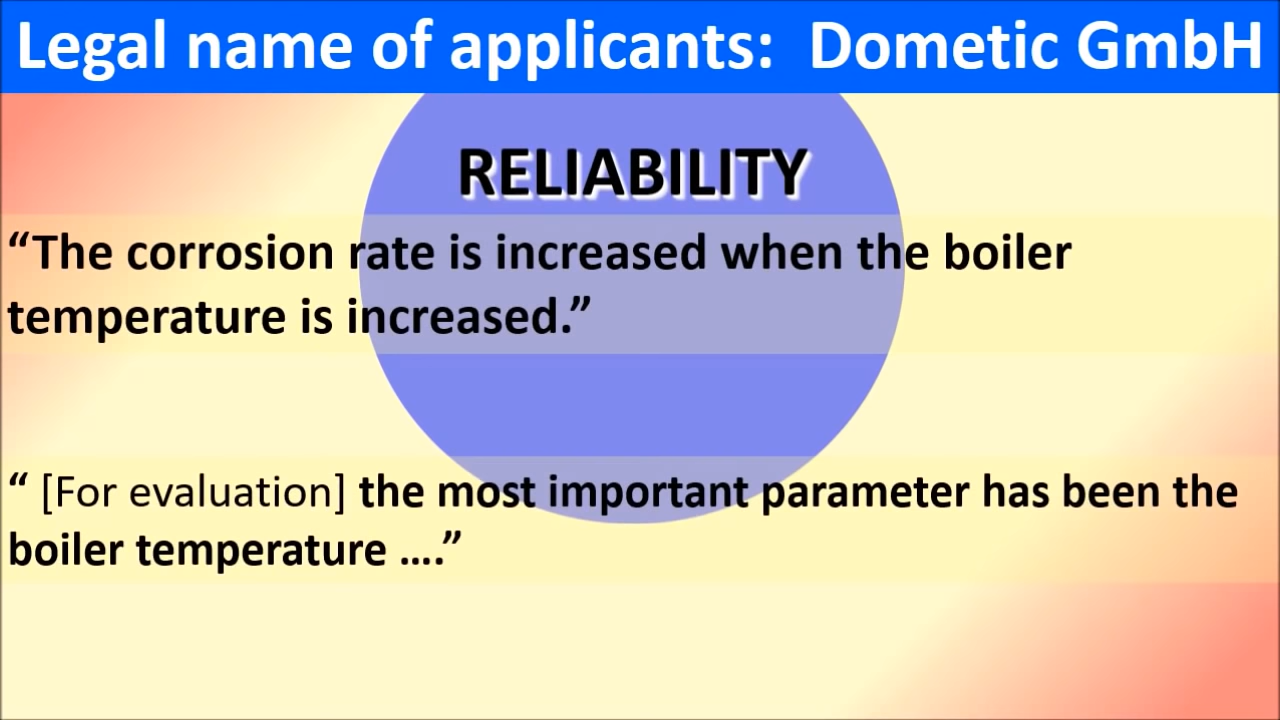 Legal name of applicants: Dometic GmbH
RELIABILITY
“The corrosion rate is increased when the boiler
temperature is increased.”
“ [For evaluation] the most important parameter has been the
boiler temperature ….”